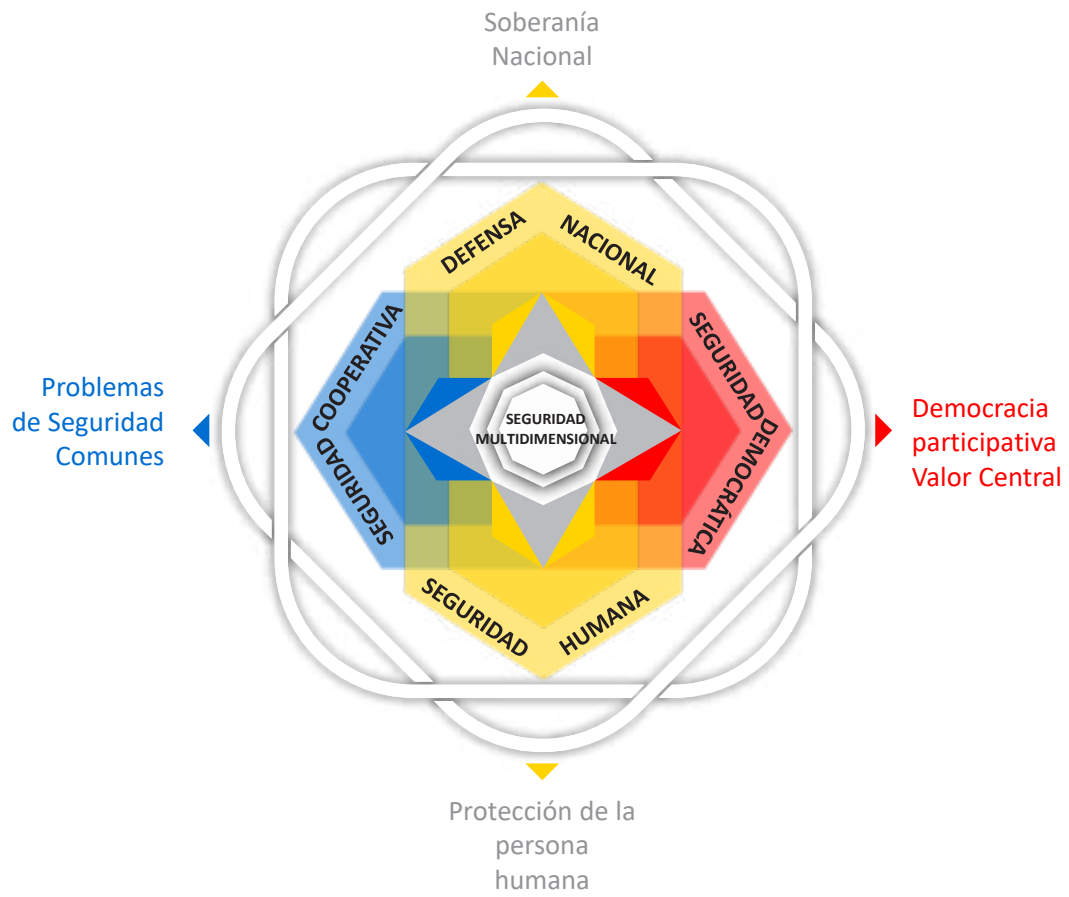 Soberanía
Nacional
DEFENSA NACIONAL
SEGURIDAD COOPERATIVA
SEGURIDAD DEMOCRÁTICA
Problemas
de Seguridad
Comunes
SEGURIDAD
MULTIDIMENSIONAL
Democracia
participativa
Valor Central
SEGURIDAD HUMANA
Protección de la
persona
humana